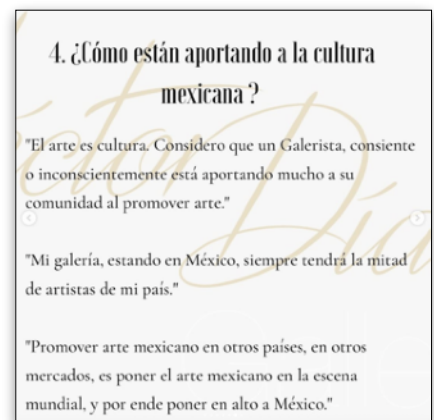 4. ¿Cómo están aportando a la cultura
mexicana ?
"El arte es cultura. Considero que un Galerista, consiente
o inconscientemente está aportando mucho a su
comunidad al promover arte."
"Mi galería, estando en México, siempre tendrá la mitad
de artistas de mi país."
"Promover arte mexicano en otros países, en otros
mercados, es poner el arte mexicano en la escena
mundial, y por ende poner en alto a México."